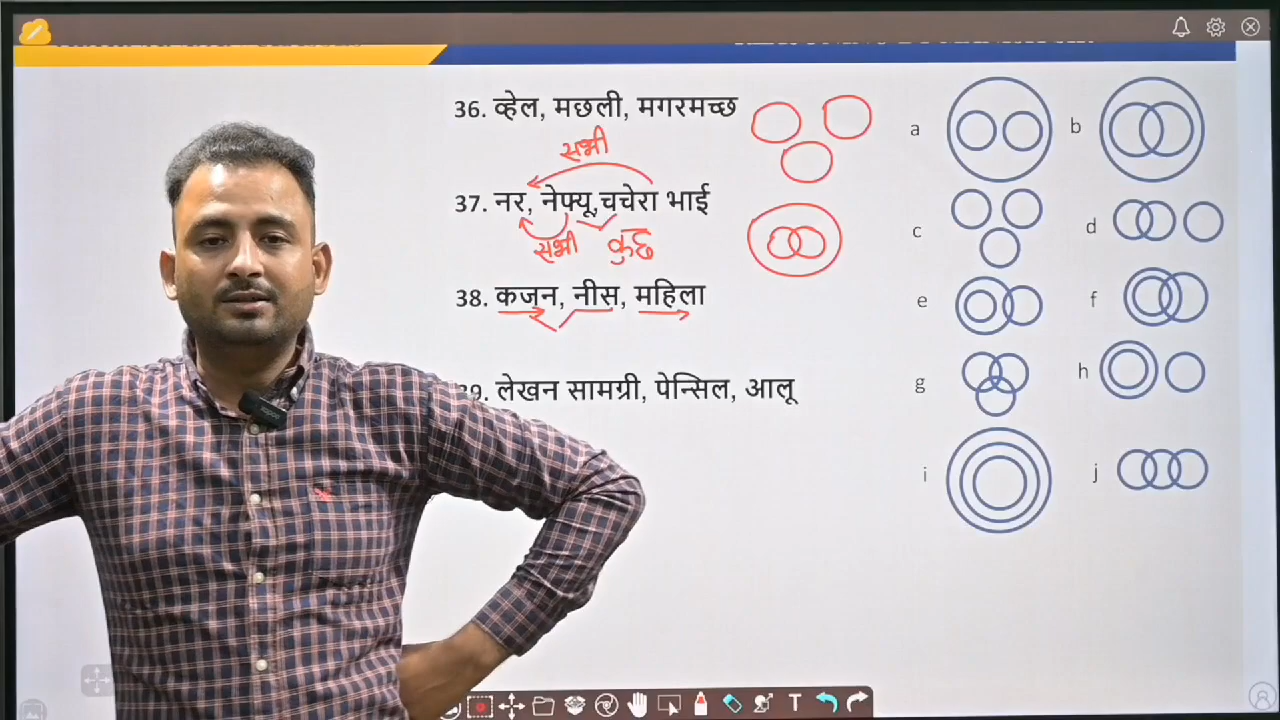 36. व्हेल, मछली, मगरमच्छ
सभी
37. नर, नेफ्यू,चचेरा भाई
सभी कुछ
38. कजन, नीस, महिला
39. लेखन सामग्री, पेन्सिल, आलू
a
b
c
d
e
f
g
h
i
j
T